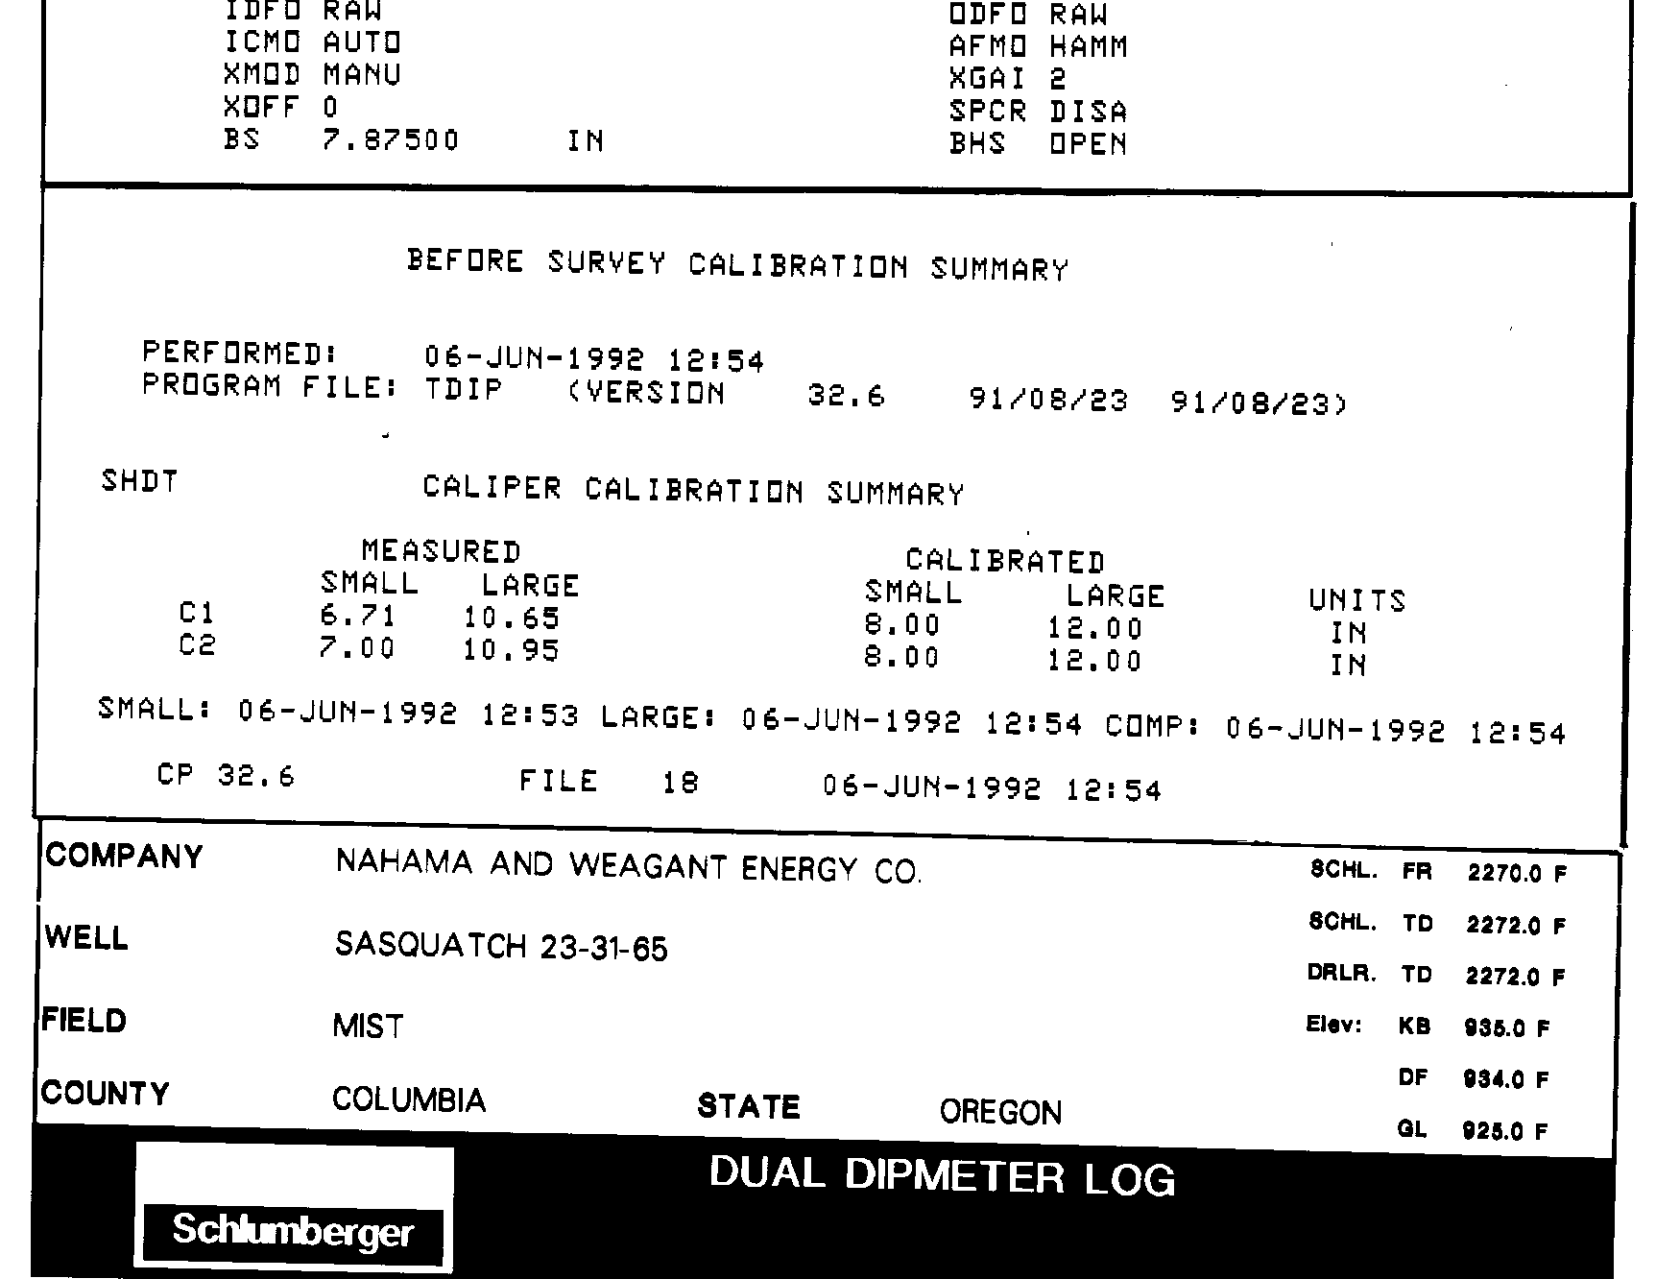 IDFO RAW ODFO RAW
ICMO AUTO AFMO HAMM
XMOD MANU XGAI 2
XOFF 0 SPCR DISA
BS 7.87500 IN BHS OPEN
BEFORE SURVEY CALIBRATION SUMMARY
PERFORMED: 06-JUN-1992 12:54
PROGRAM FILE: TDIP (VERSION 32.6 91/08/23 91/08/23)
SHDT CALIPER CALIBRATION SUMMARY
MEASURED CALIBRATED
SMALL LARGE SMALL LARGE UNITS
C1 6.71 10.65 8.00 12.00 IN
C2 7.00 10.95 8.00 12.00 IN
SMALL: 06-JUN-1992 12:53 LARGE: 06-JUN-1992 12:54 COMP: 06-JUN-1992 12:54
CP 32.6 FILE 18 06-JUN-1992 12:54
COMPANY NAHAMA AND WEAGANT ENERGY CO. SCHL. FR 2270.0 F
SCHL. TD 2272.0 F
WELL SASQUATCH 23-31-65
DRLR. TD 2272.0 F
FIELD MIST Elev: KB 935.0 F
DF 934.0 F
COUNTY COLUMBIA STATE OREGON
GL 925.0 F
DUAL DIPMETER LOG
Schlumberger